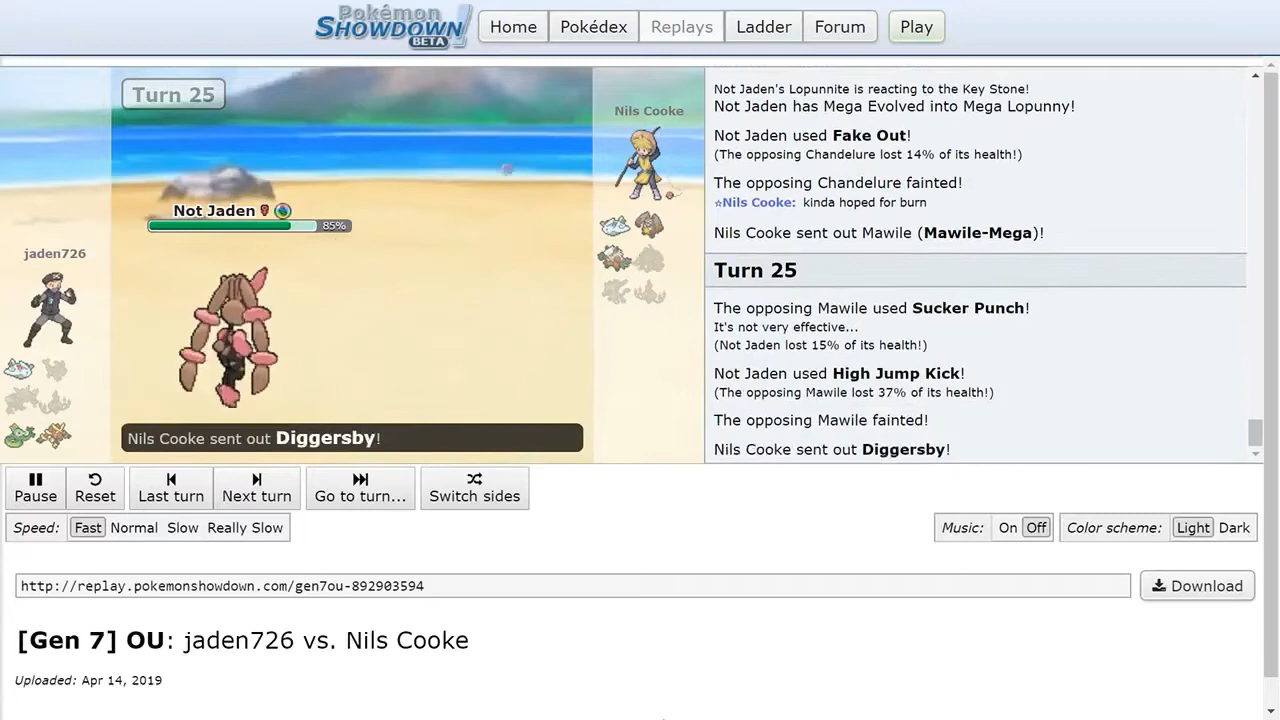 Pokémon
SHOWDOWN!
BETA
Home
Pokédex
Replays
Ladder
Forum
Play
Turn 25
Nils Cooke
Not Jaden
85%
jaden726
Nils Cooke sent out Diggersby!
Not Jaden's Lopunnite is reacting to the Key Stone!
Not Jaden has Mega Evolved into Mega Lopunny!
Not Jaden used Fake Out!
(The opposing Chandelure lost 14% of its health!)
The opposing Chandelure fainted!
☆Nils Cooke: kinda hoped for burn
Nils Cooke sent out Mawile (Mawile-Mega)!
Turn 25
The opposing Mawile used Sucker Punch!
It's not very effective...
(Not Jaden lost 15% of its health!)
Not Jaden used High Jump Kick!
(The opposing Mawile lost 37% of its health!)
The opposing Mawile fainted!
Nils Cooke sent out Diggersby!
Pause
Reset
Last turn
Next turn
Go to turn...
Switch sides
Speed: Fast Normal Slow Really Slow
Music: On Off
Color scheme: Light Dark
http://replay.pokemonshowdown.com/gen7ou-892903594
Download
[Gen 7] OU: jaden726 vs. Nils Cooke
Uploaded: Apr 14, 2019